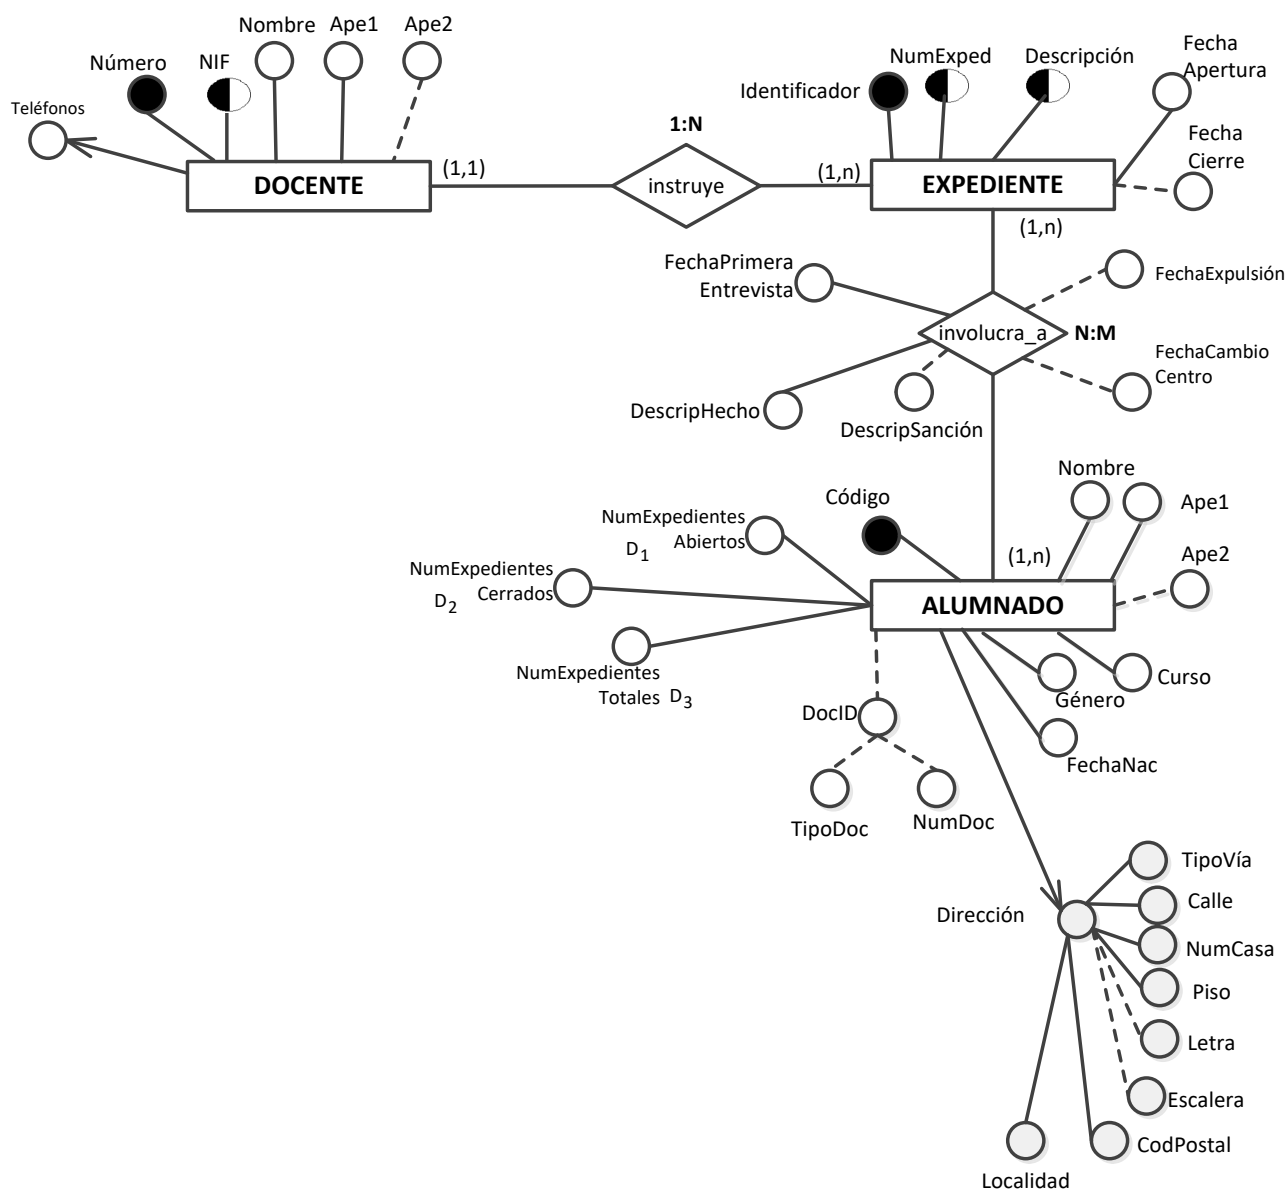 Nombre
Ape1
Ape2
Número
NIF
Teléfonos
DOCENTE
(1,1)
1:N
instruye
(1,n)
Identificador
NumExped
Descripción
Fecha
Apertura
Fecha
Cierre
EXPEDIENTE
(1,n)
FechaPrimera
Entrevista
FechaExpulsión
involucra_a
N:M
FechaCambio
Centro
DescripHecho
DescripSanción
Nombre
Ape1
Código
NumExpedientes
Abiertos
D1
(1,n)
Ape2
NumExpedientes
Cerrados
D2
ALUMNADO
NumExpedientes
Totales D3
Curso
Género
DocID
FechaNac
TipoDoc
NumDoc
TipoVía
Calle
Dirección
NumCasa
Piso
Letra
Escalera
CodPostal
Localidad